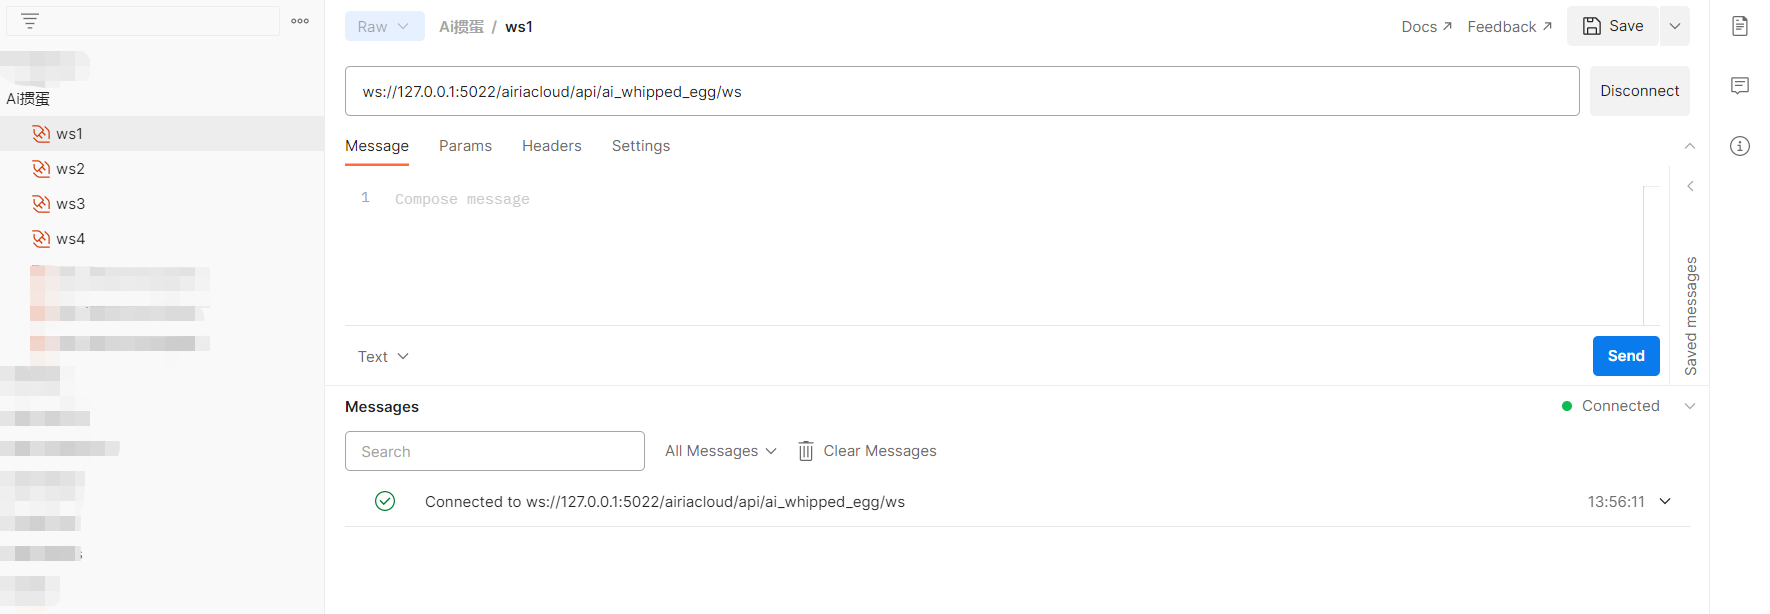 Raw
Ai掼蛋 / ws1
Docs
Feedback
Save
Ai掼蛋
ws1
ws2
ws3
ws4
ws://127.0.0.1:5022/airiacloud/api/ai_whipped_egg/ws
Disconnect
Message
Params
Headers
Settings
1
Compose message
Saved messages
Text
Send
Messages
Connected
Search
All Messages
Clear Messages
Connected to ws://127.0.0.1:5022/airiacloud/api/ai_whipped_egg/ws
13:56:11